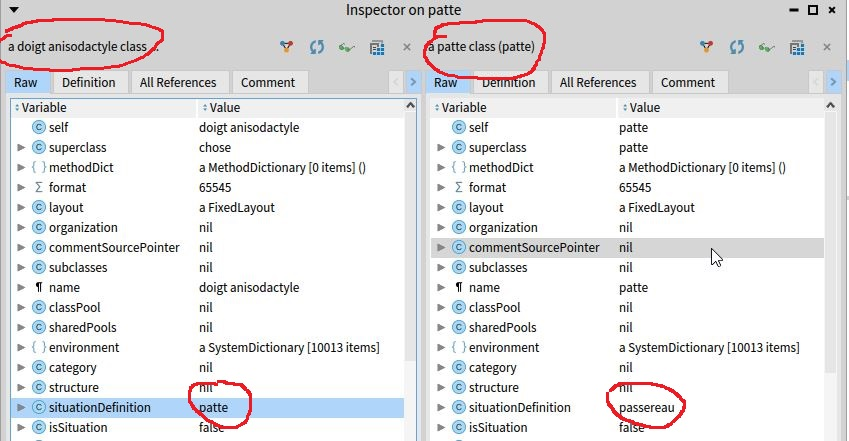 Inspector on patte
a doigt anisodactyle class ...
Raw Definition All References Comment
Variable Value
self doigt anisodactyle
superclass chose
{ } methodDict a MethodDictionary [0 items] ()
Σ format 65545
layout a FixedLayout
organization nil
commentSourcePointer nil
subclasses nil
¶ name doigt anisodactyle
classPool nil
sharedPools nil
{ } environment a SystemDictionary [10013 items]
category nil
structure nil
situationDefinition patte
isSituation false
a patte class (patte)
Raw Definition All References Comment
Variable Value
self patte
superclass patte
{ } methodDict a MethodDictionary [0 items] ()
Σ format 65545
layout a FixedLayout
organization nil
commentSourcePointer nil
subclasses nil
¶ name patte
classPool nil
sharedPools nil
{ } environment a SystemDictionary [10013 items]
category nil
structure nil
situationDefinition passereau
isSituation false